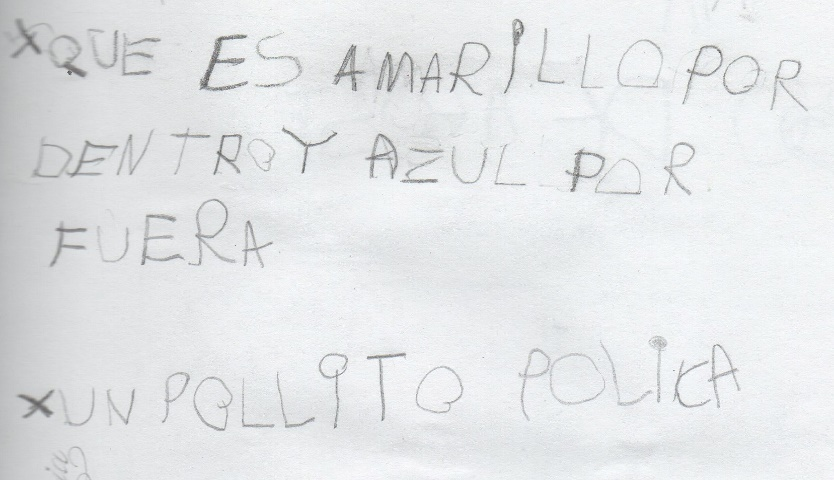 XQUE ES AMARILLO POR
DENTRO Y AZUL POR
FUERA
XUN POLLITO POLICA